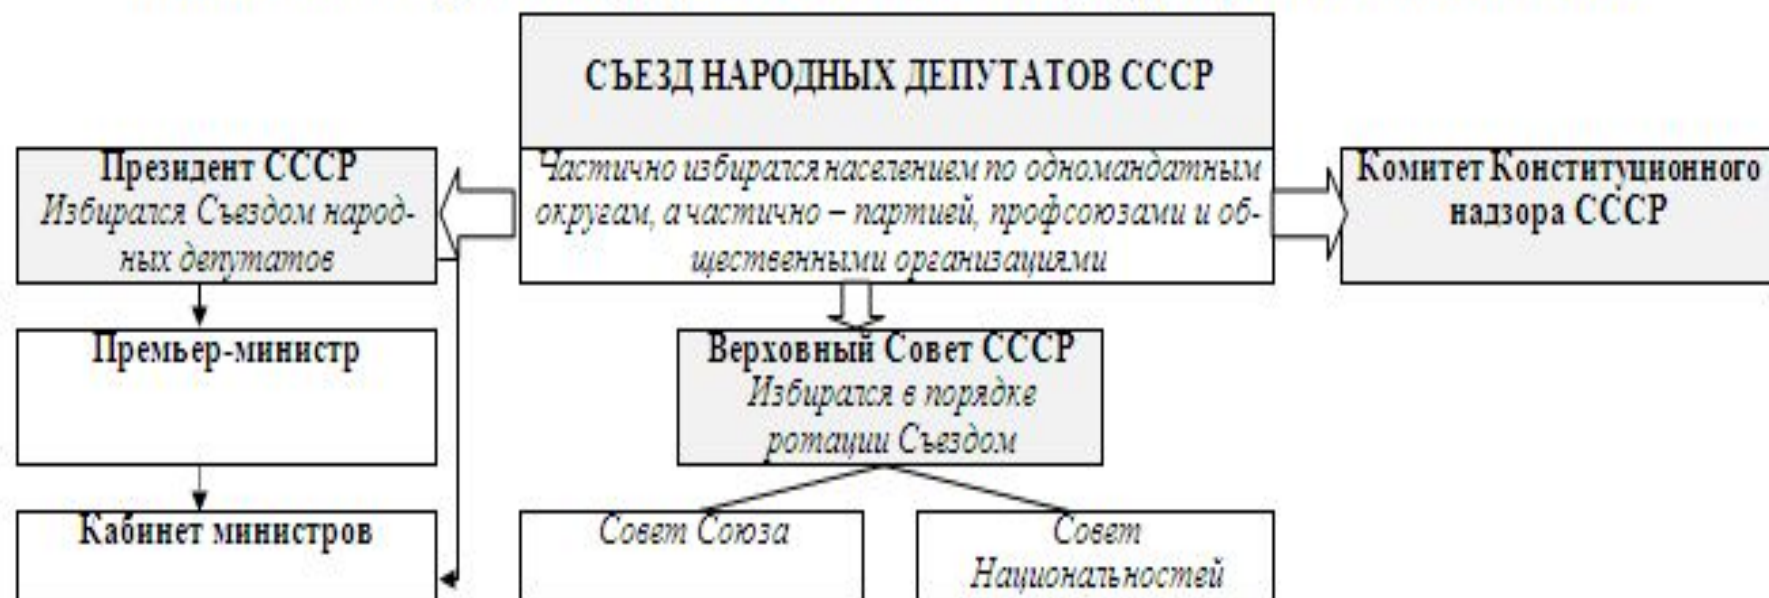 СЪЕЗД НАРОДНЫХ ДЕПУТАТОВ СССР
Частично избирался населением по одномандатным
округам, а частично – партией, профсоюзами и об-
щественными организациями
Президент СССР
Избирался Съездом народ-
ных депутатов
Комитет Конституционного
надзора СССР
Премьер-министр
Верховный Совет СССР
Избирался в порядке
ротации Съездом
Кабинет министров
Совет Союза
Совет
Национальностей